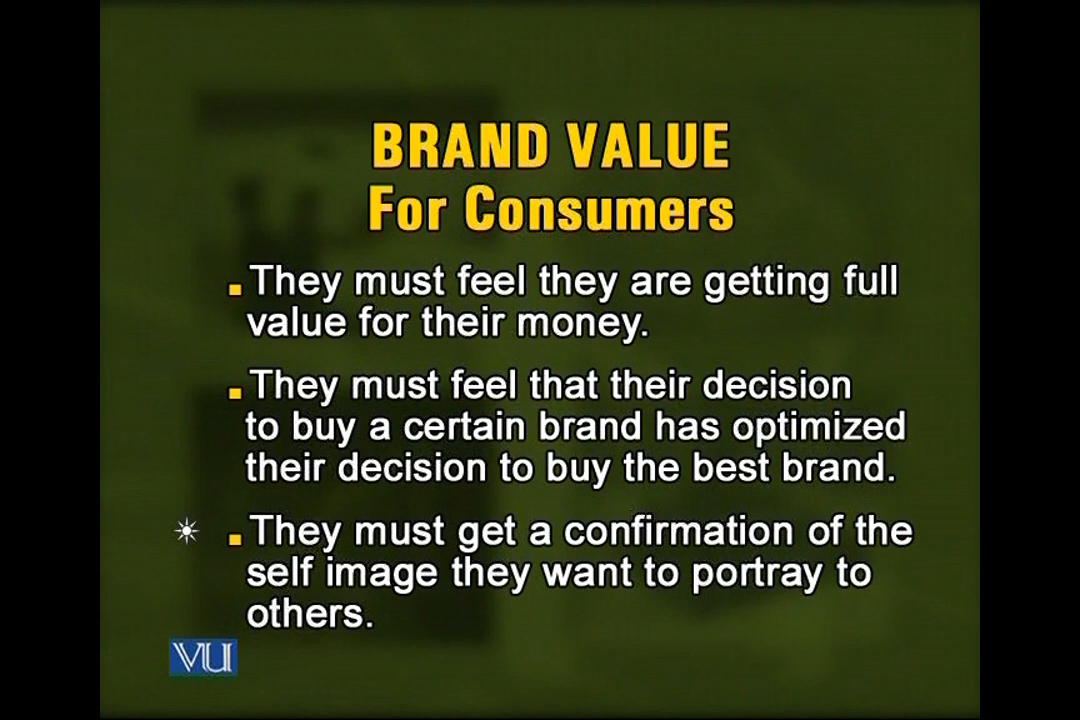 BRAND VALUE
For Consumers
They must feel they are getting full
value for their money.
They must feel that their decision
to buy a certain brand has optimized
their decision to buy the best brand.
They must get a confirmation of the
self image they want to portray to
others.
VU